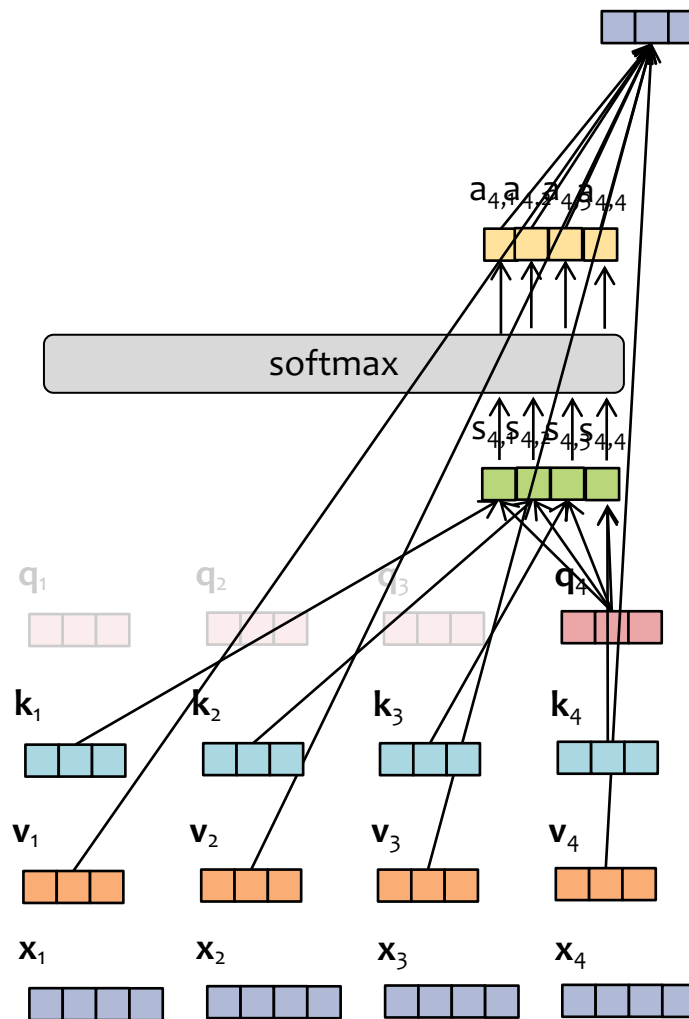 a₄,₁ a₄,₂ a₄,₃ a₄,₄
softmax
s₄,₁ s₄,₂ s₄,₃ s₄,₄
q₁ q₂ q₃ q₄
k₁ k₂ k₃ k₄
v₁ v₂ v₃ v₄
x₁ x₂ x₃ x₄